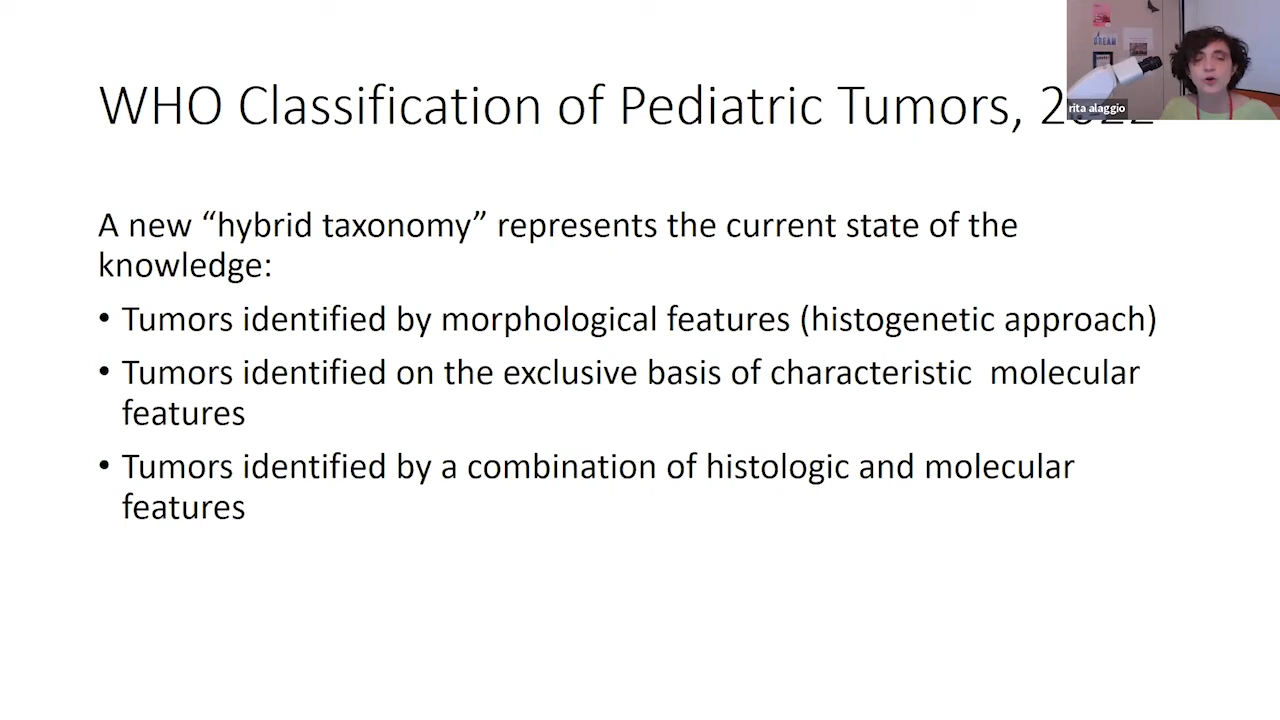 WHO Classification of Pediatric Tumors, 2022
DREAM
rita alaggio
A new “hybrid taxonomy” represents the current state of the
knowledge:
• Tumors identified by morphological features (histogenetic approach)
• Tumors identified on the exclusive basis of characteristic molecular
features
• Tumors identified by a combination of histologic and molecular
features